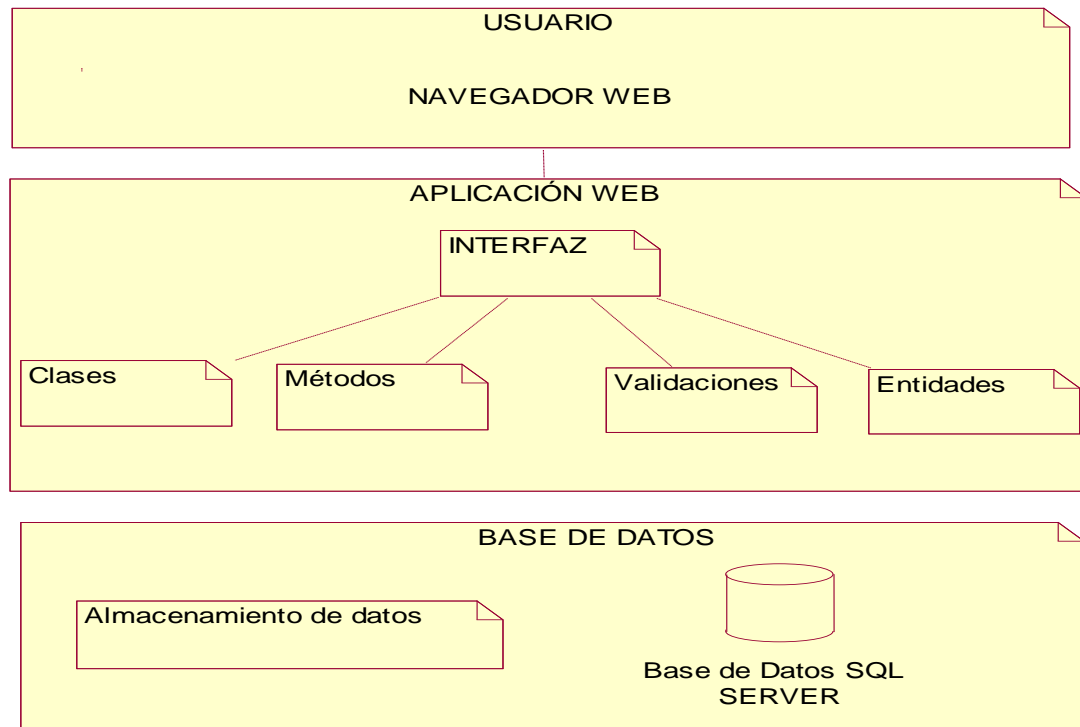 USUARIO
NAVEGADOR WEB
APLICACIÓN WEB
INTERFAZ
Clases
Métodos
Validaciones
Entidades
BASE DE DATOS
Almacenamiento de datos
Base de Datos SQL
SERVER